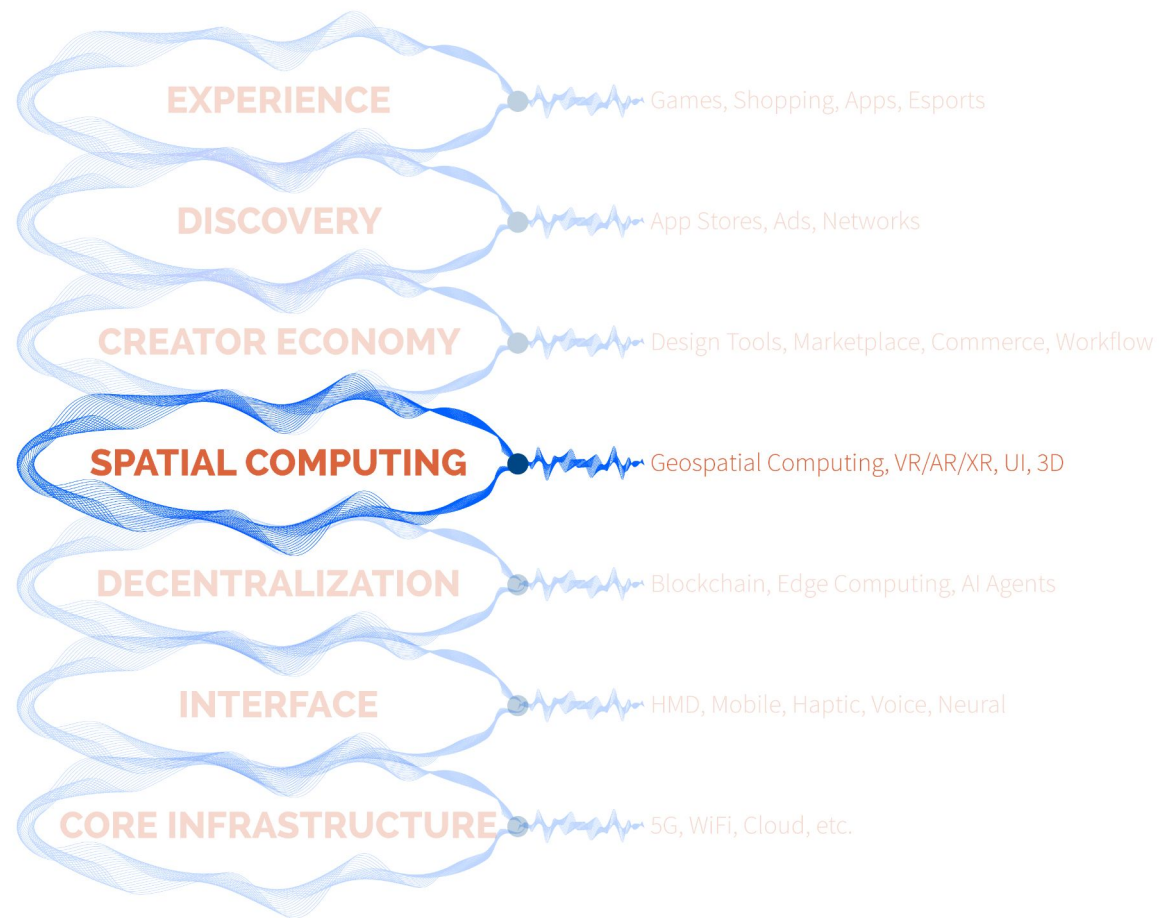 EXPERIENCE
Games, Shopping, Apps, Esports
DISCOVERY
App Stores, Ads, Networks
CREATOR ECONOMY
Design Tools, Marketplace, Commerce, Workflow
SPATIAL COMPUTING
Geospatial Computing, VR/AR/XR, UI, 3D
DECENTRALIZATION
Blockchain, Edge Computing, AI Agents
INTERFACE
HMD, Mobile, Haptic, Voice, Neural
CORE INFRASTRUCTURE
5G, WiFi, Cloud, etc.